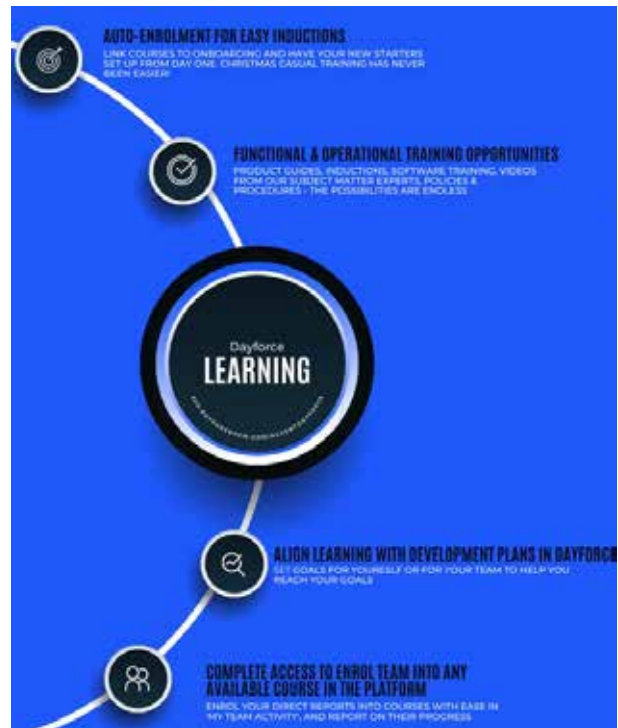 AUTO-ENROLMENT FOR EASY INDUCTIONS
LINK COURSES TO ONBOARDING AND HAVE YOUR NEW STARTERS
SET UP FROM DAY ONE. CHRISTMAS CASUAL TRAINING HAS NEVER
BEEN EASIER!
FUNCTIONAL & OPERATIONAL TRAINING OPPORTUNITIES
PRODUCT GUIDES, INDUCTIONS, SOFTWARE TRAINING, VIDEOS
FROM OUR SUBJECT MATTER EXPERTS, POLICIES &
PROCEDURES - THE POSSIBILITIES ARE ENDLESS
Dayforce
LEARNING
ALIGN LEARNING WITH DEVELOPMENT PLANS IN DAYFORCE
SET GOALS FOR YOURSELF OR FOR YOUR TEAM TO HELP YOU
REACH YOUR GOALS
COMPLETE ACCESS TO ENROL TEAM INTO ANY
AVAILABLE COURSE IN THE PLATFORM
ENROL YOUR DIRECT REPORTS INTO COURSES WITH EASE IN
'MY TEAM ACTIVITY', AND REPORT ON THEIR PROGRESS